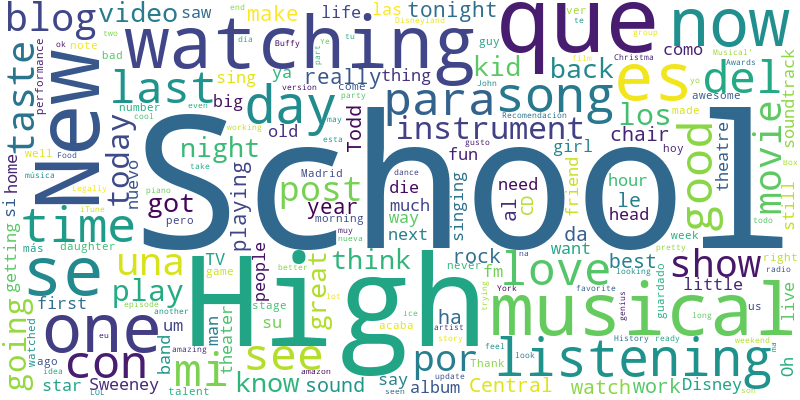 School
High
musical
New
que
watching
now
es
se
one
day
last
para
song
del
listening
love
time
good
movie
show
con
una
mi
see
por
post
instrument
taste
blog
video
saw
make
life
las
tonight
really
thing
kid
back
como
los
chair
night
today
nuevo
sing
ya
big
old
number
well
home
si
getting
going
play
playing
got
year
think
great
know
sound
say
album
Central
watch
work
Disney
want
best
little
rock
fm
da
ha
su
um
man
theater
band
star
Sweeney
talent
people
TV
game
stage
first
daughter
más
pero
Madrid
morning
die
much
way
next
need
al
CD
le
head
hour
friend
girl
fun
singing
Todd
soundtrack
theatre
still
live
Oh
us
right
radio
week
hoy
made
awesome
Recomendación
John
Disneyland
Buffy
version
performance
note
ok
bad
two
end
día
part
Ye
tu
guy
ver
te
film
group
Christma
Musical'
Awards
yo
Box
todo
pretty
looking
favorite
York
never
better
lot
muy
nueva
may
esta
party
come
even
working
take
cool
Food
Legally
iTune
música
piano
dance
gusto
na
trying
genius
guardado
long
weekend
History
ready
Thank
update
artist
story
ice
acaba
amazon
seen
feel
look
son
ma
episode
another
amazing
eu
ago
idea
LOL
watched